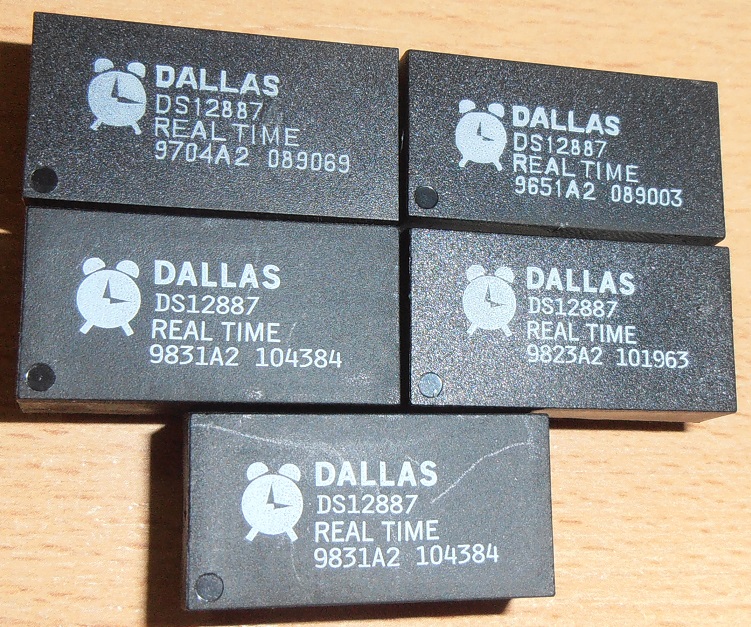 DALLAS
DS12887
REAL TIME
9704A2 089069
DALLAS
DS12887
REAL TIME
9651A2 089003
DALLAS
DS12887
REAL TIME
9831A2 104384
DALLAS
DS12887
REAL TIME
9823A2 101963
DALLAS
DS12887
REAL TIME
9831A2 104384